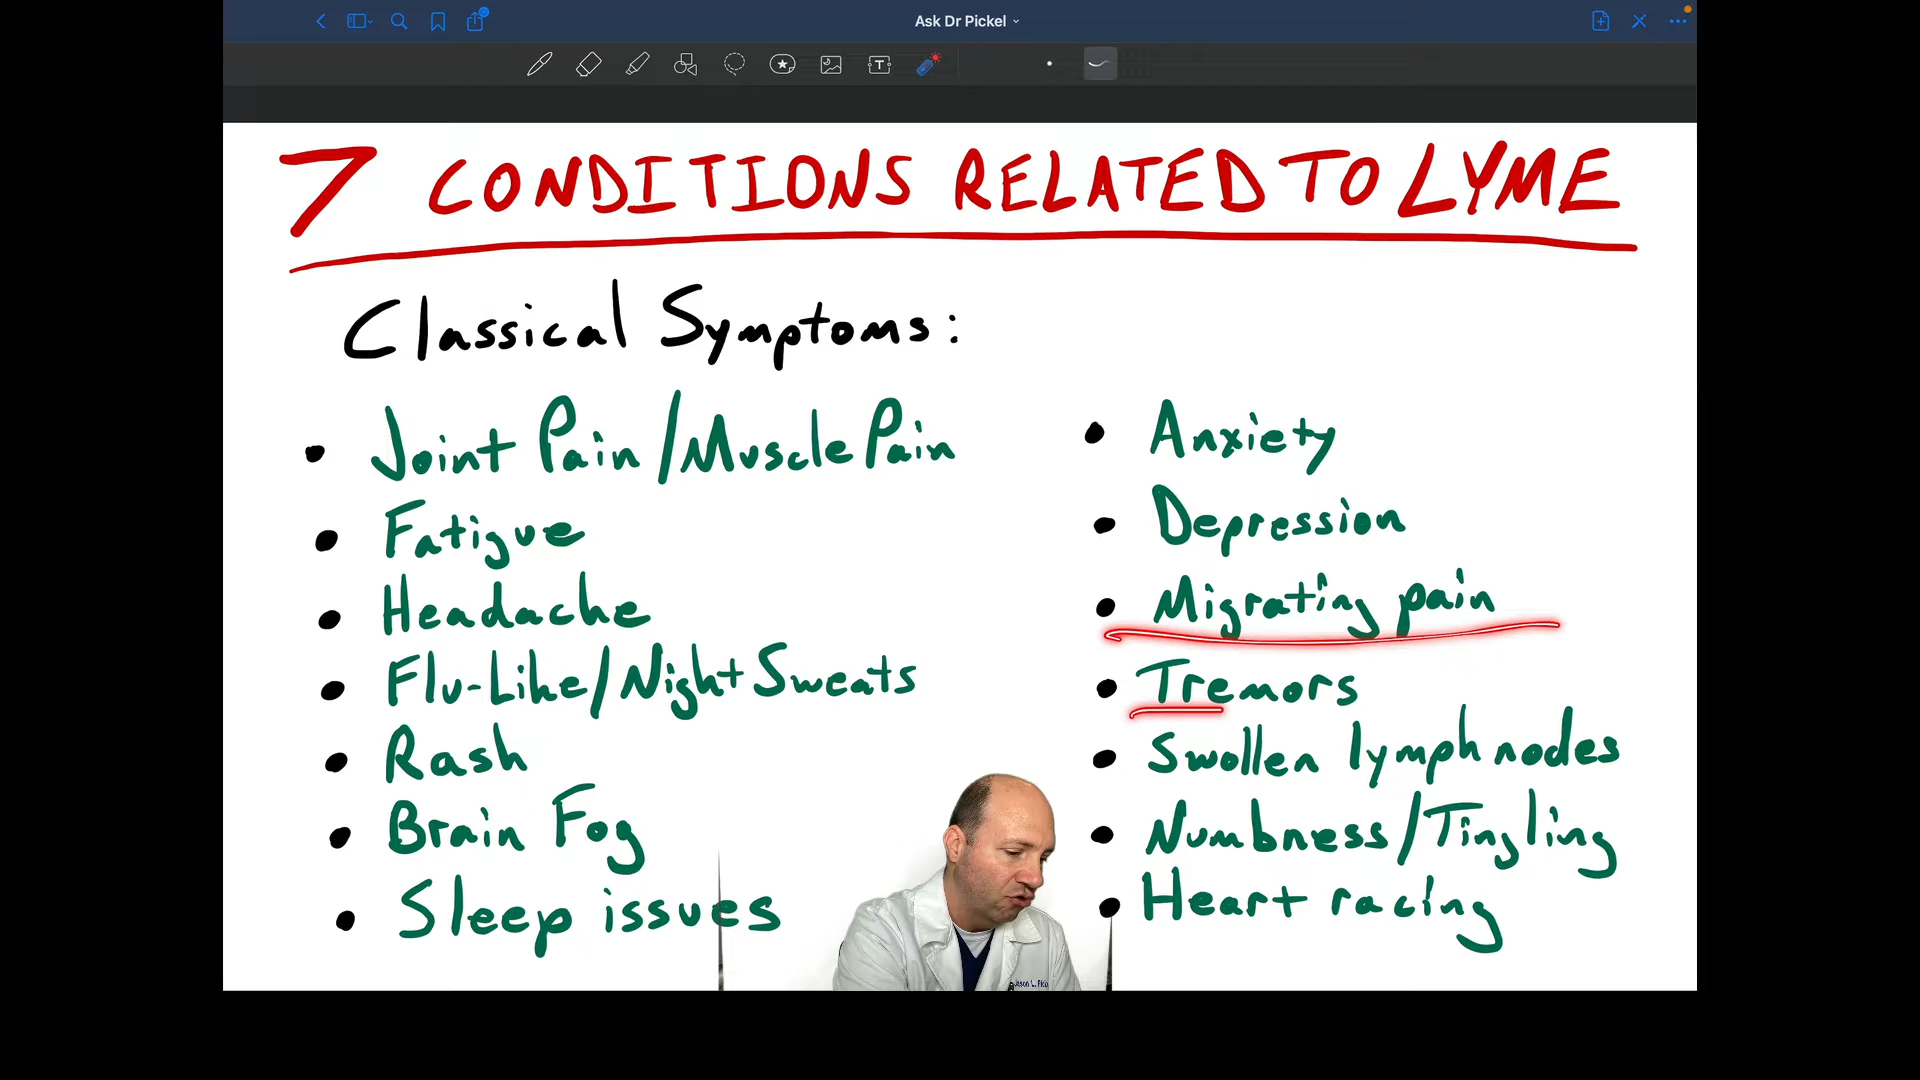 Ask Dr Pickel
7 CONDITIONS RELATED TO LYME
Classical Symptoms:
• Joint Pain/Muscle Pain
• Fatigue
• Headache
• Flu-Like/Night Sweats
• Rash
• Brain Fog
• Sleep issues
• Anxiety
• Depression
• Migrating pain
• Tremors
• Swollen lymph nodes
• Numbness/Tingling
• Heart racing